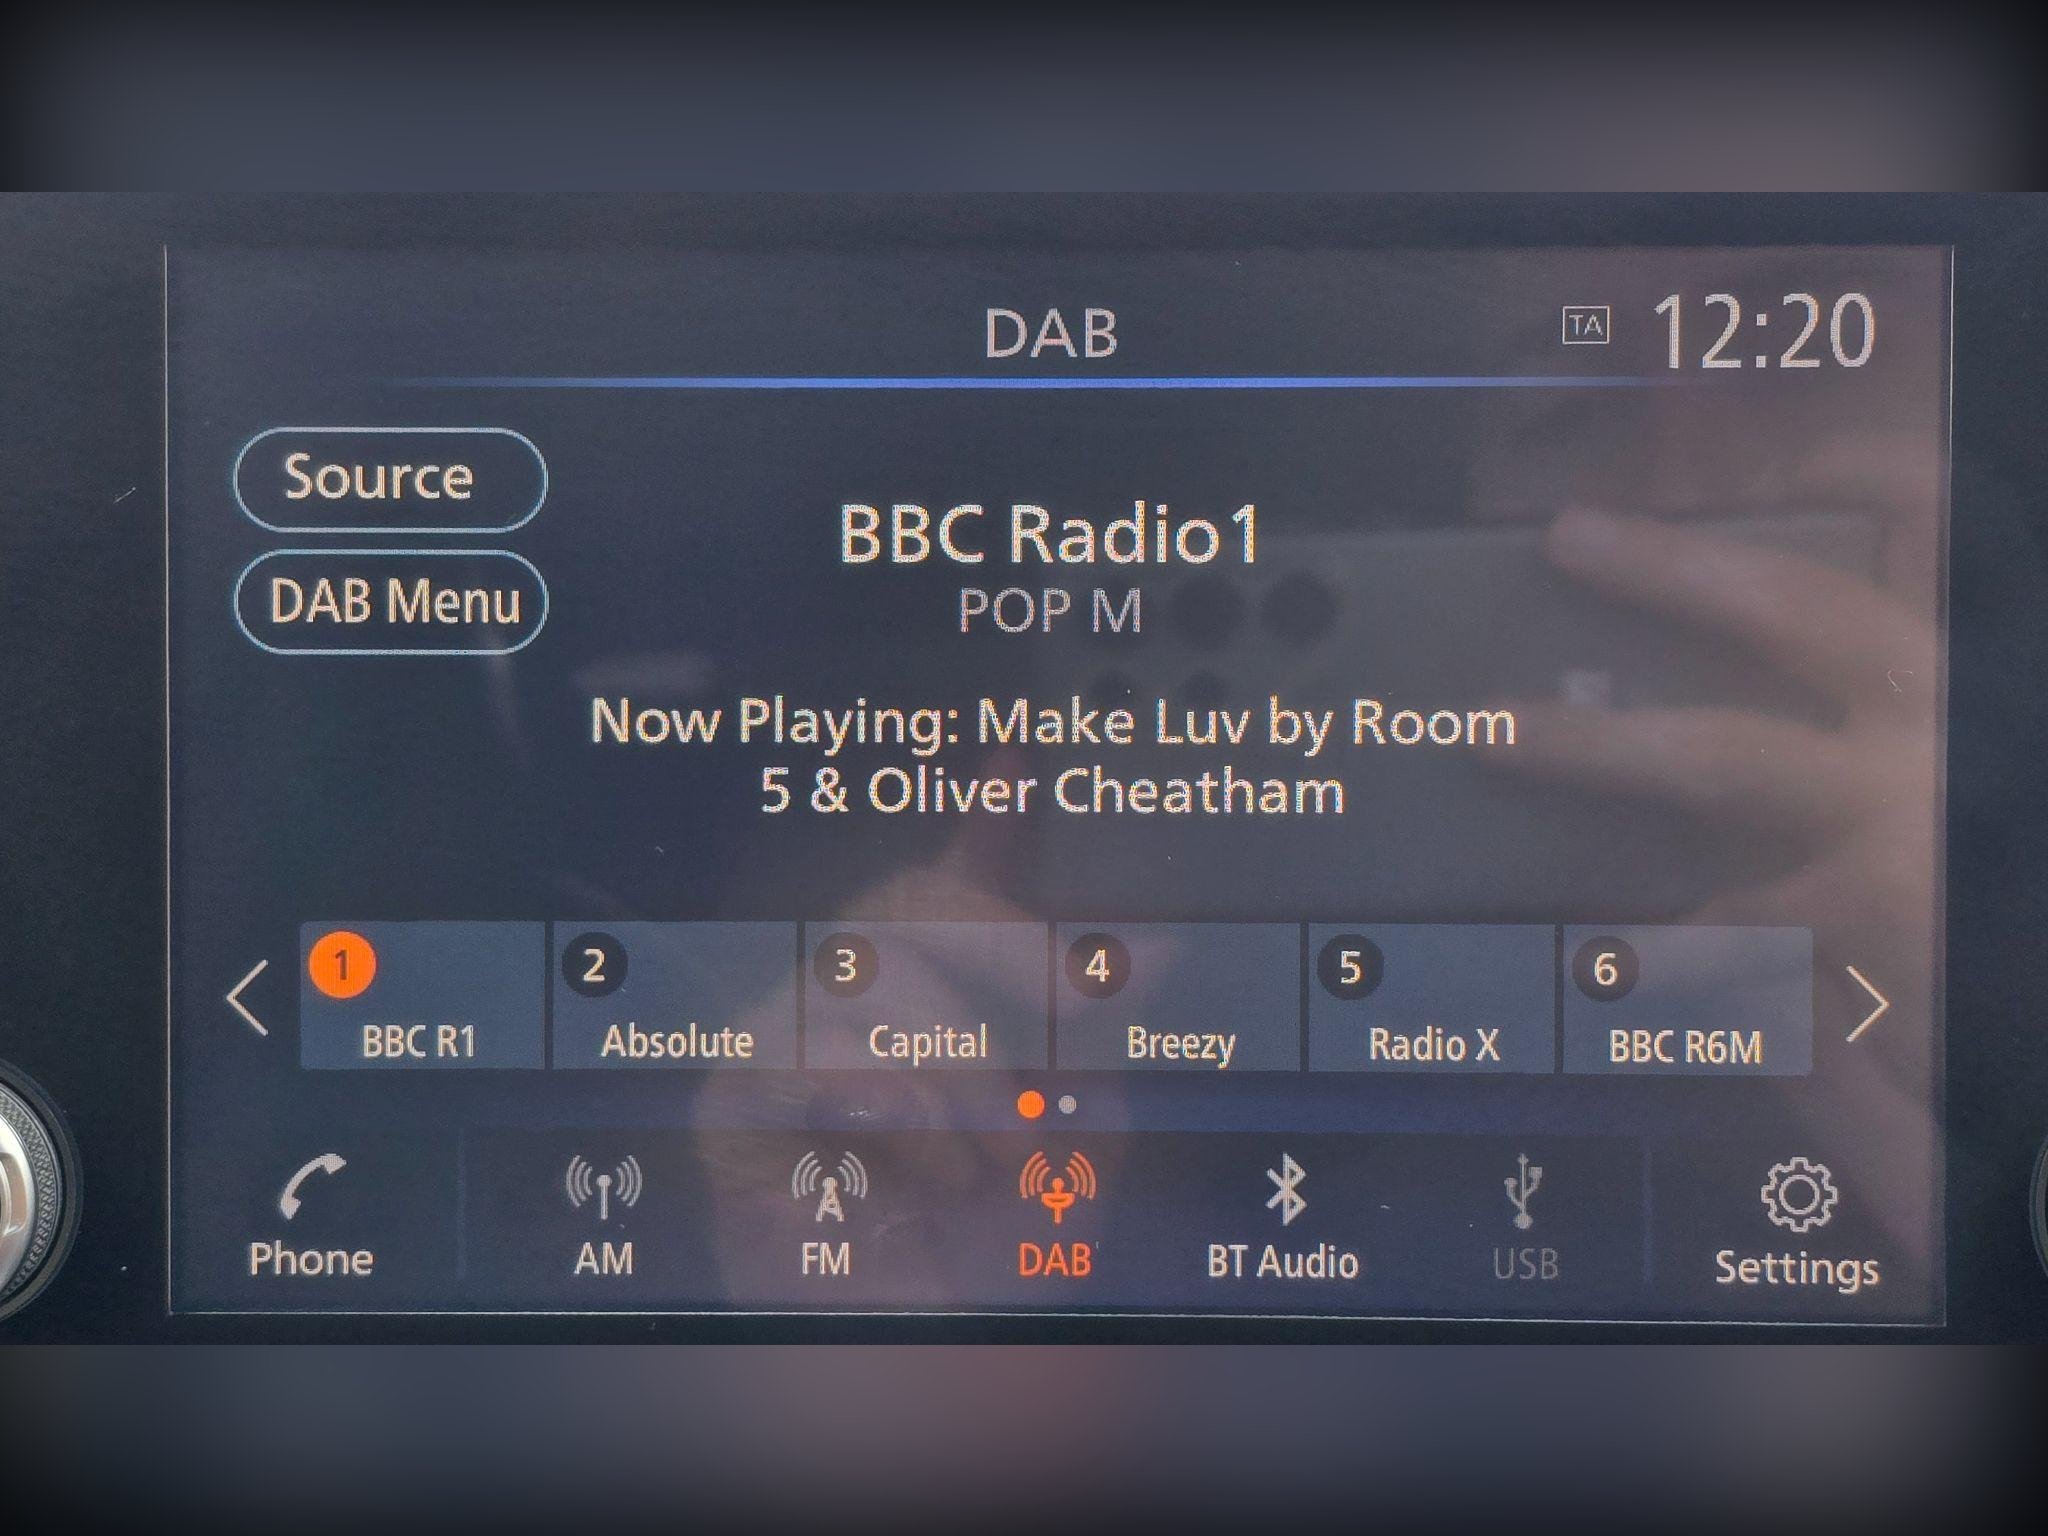 DAB
TA 12:20
Source
DAB Menu
BBC Radio1
POP M
Now Playing: Make Luv by Room
5 & Oliver Cheatham
1 2 3 4 5 6
BBC R1 Absolute Capital Breezy Radio X BBC R6M
Phone AM FM DAB BT Audio USB Settings